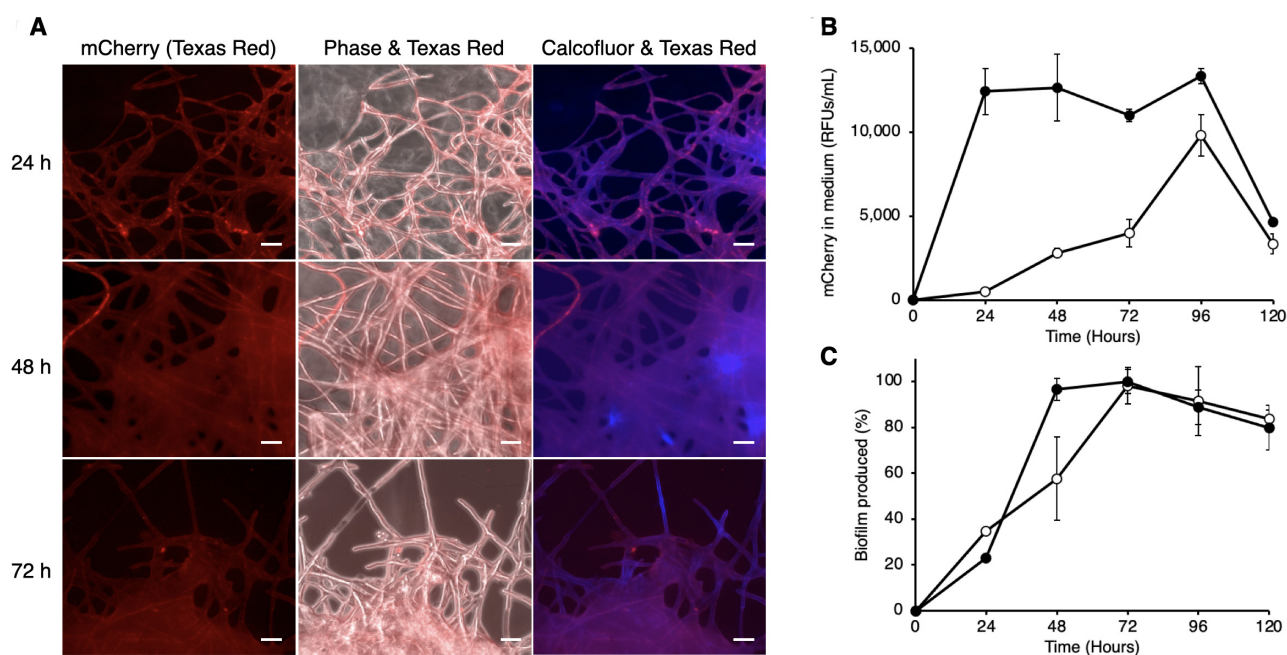 A
mCherry (Texas Red) Phase & Texas Red Calcofluor & Texas Red
24 h
48 h
72 h
B
mCherry in medium (RFUs/mL)
15,000
10,000
5,000
0
0 24 48 72 96 120
Time (Hours)
C
Biofilm produced (%)
100
80
60
40
20
0
0 24 48 72 96 120
Time (Hours)